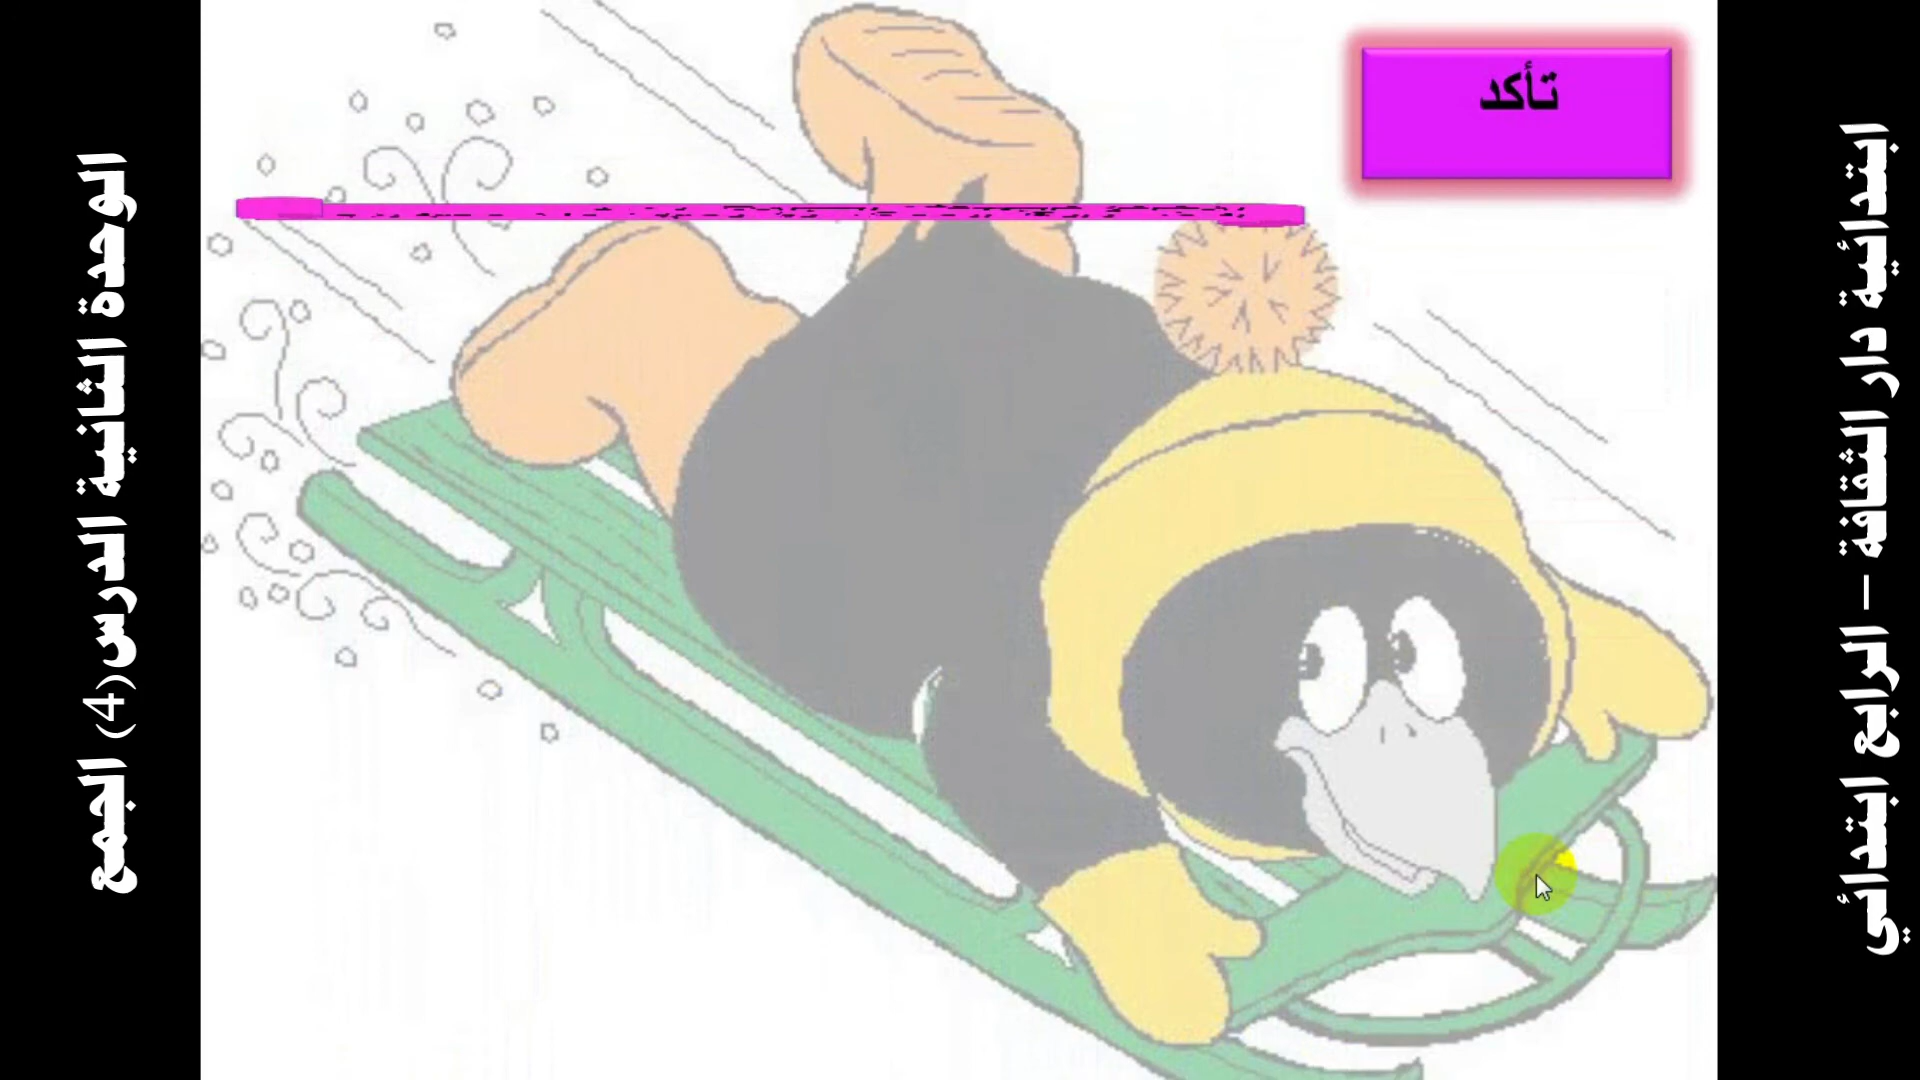 تأكد
ابتدائية دار الثقافة – الرابع ابتدائي
الوحدة الثانية الدرس(4) الجمع